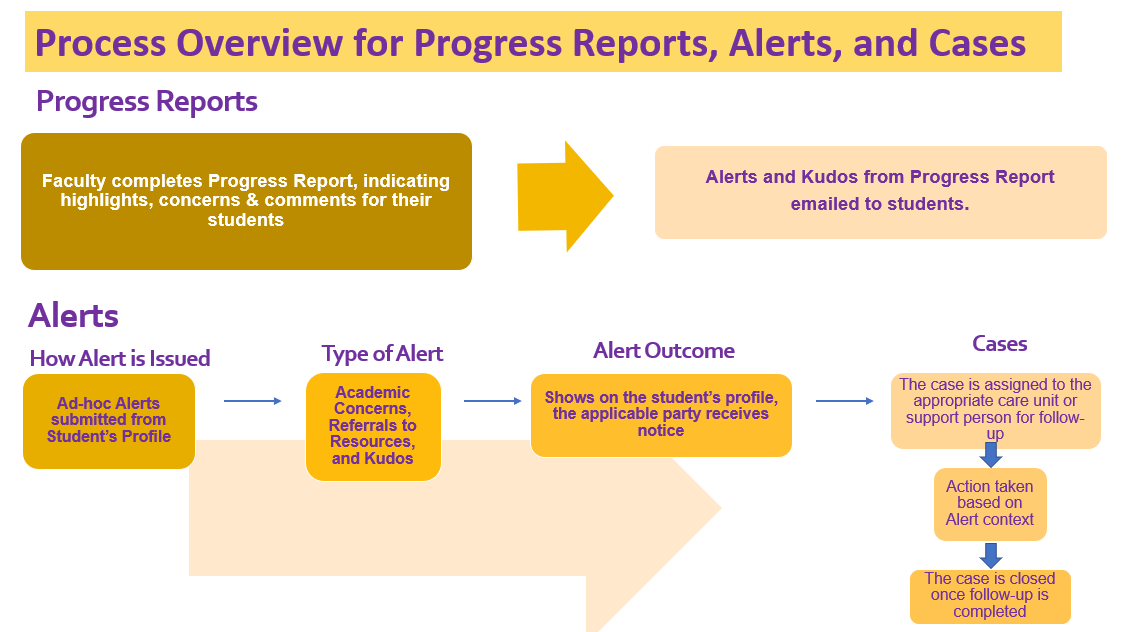 Process Overview for Progress Reports, Alerts, and Cases
Progress Reports
Faculty completes Progress Report, indicating
highlights, concerns & comments for their
students
Alerts and Kudos from Progress Report
emailed to students.
Alerts
How Alert is Issued
Ad-hoc Alerts
submitted from
Student’s Profile
Type of Alert
Academic
Concerns,
Referrals to
Resources,
and Kudos
Alert Outcome
Shows on the student’s profile,
the applicable party receives
notice
Cases
The case is assigned to the
appropriate care unit or
support person for follow-
up
Action taken
based on
Alert context
The case is closed
once follow-up is
completed